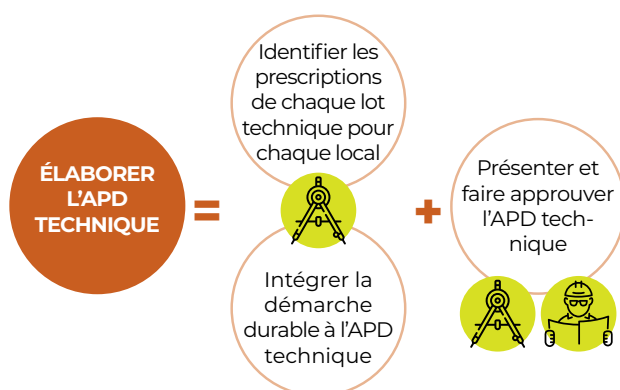 ÉLABORER
L'APD
TECHNIQUE
=
Identifier les
prescriptions
de chaque lot
technique pour
chaque local
Intégrer la
démarche
durable à l'APD
technique
+
Présenter et
faire approuver
l'APD tech-
nique